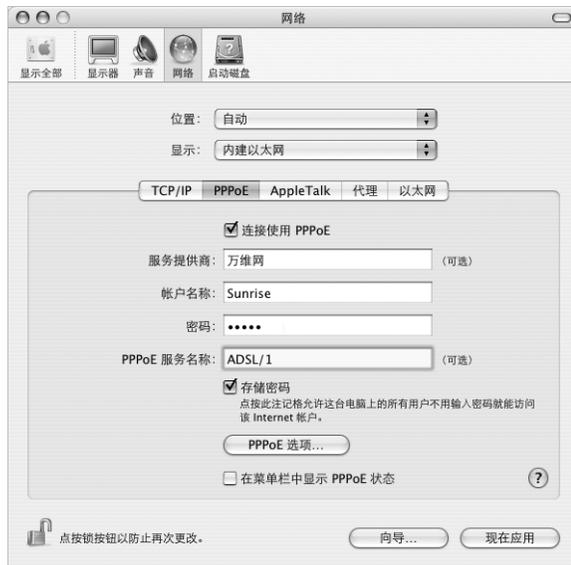 网络
显示全部 显示器 声音 网络 启动磁盘
位置： 自动
显示： 内建以太网
TCP/IP PPPoE AppleTalk 代理 以太网
连接使用 PPPoE
服务提供商： 万维网 （可选）
帐户名称： Sunrise
密码： •••••
PPPoE 服务名称： ADSL/1 （可选）
存储密码
点按此注记格允许这台电脑上的所有用户不用输入密码就能访问
该 Internet 帐户。
PPPoE 选项...
在菜单栏中显示 PPPoE 状态
?
点按锁按钮以防止再次更改。 向导... 现在应用